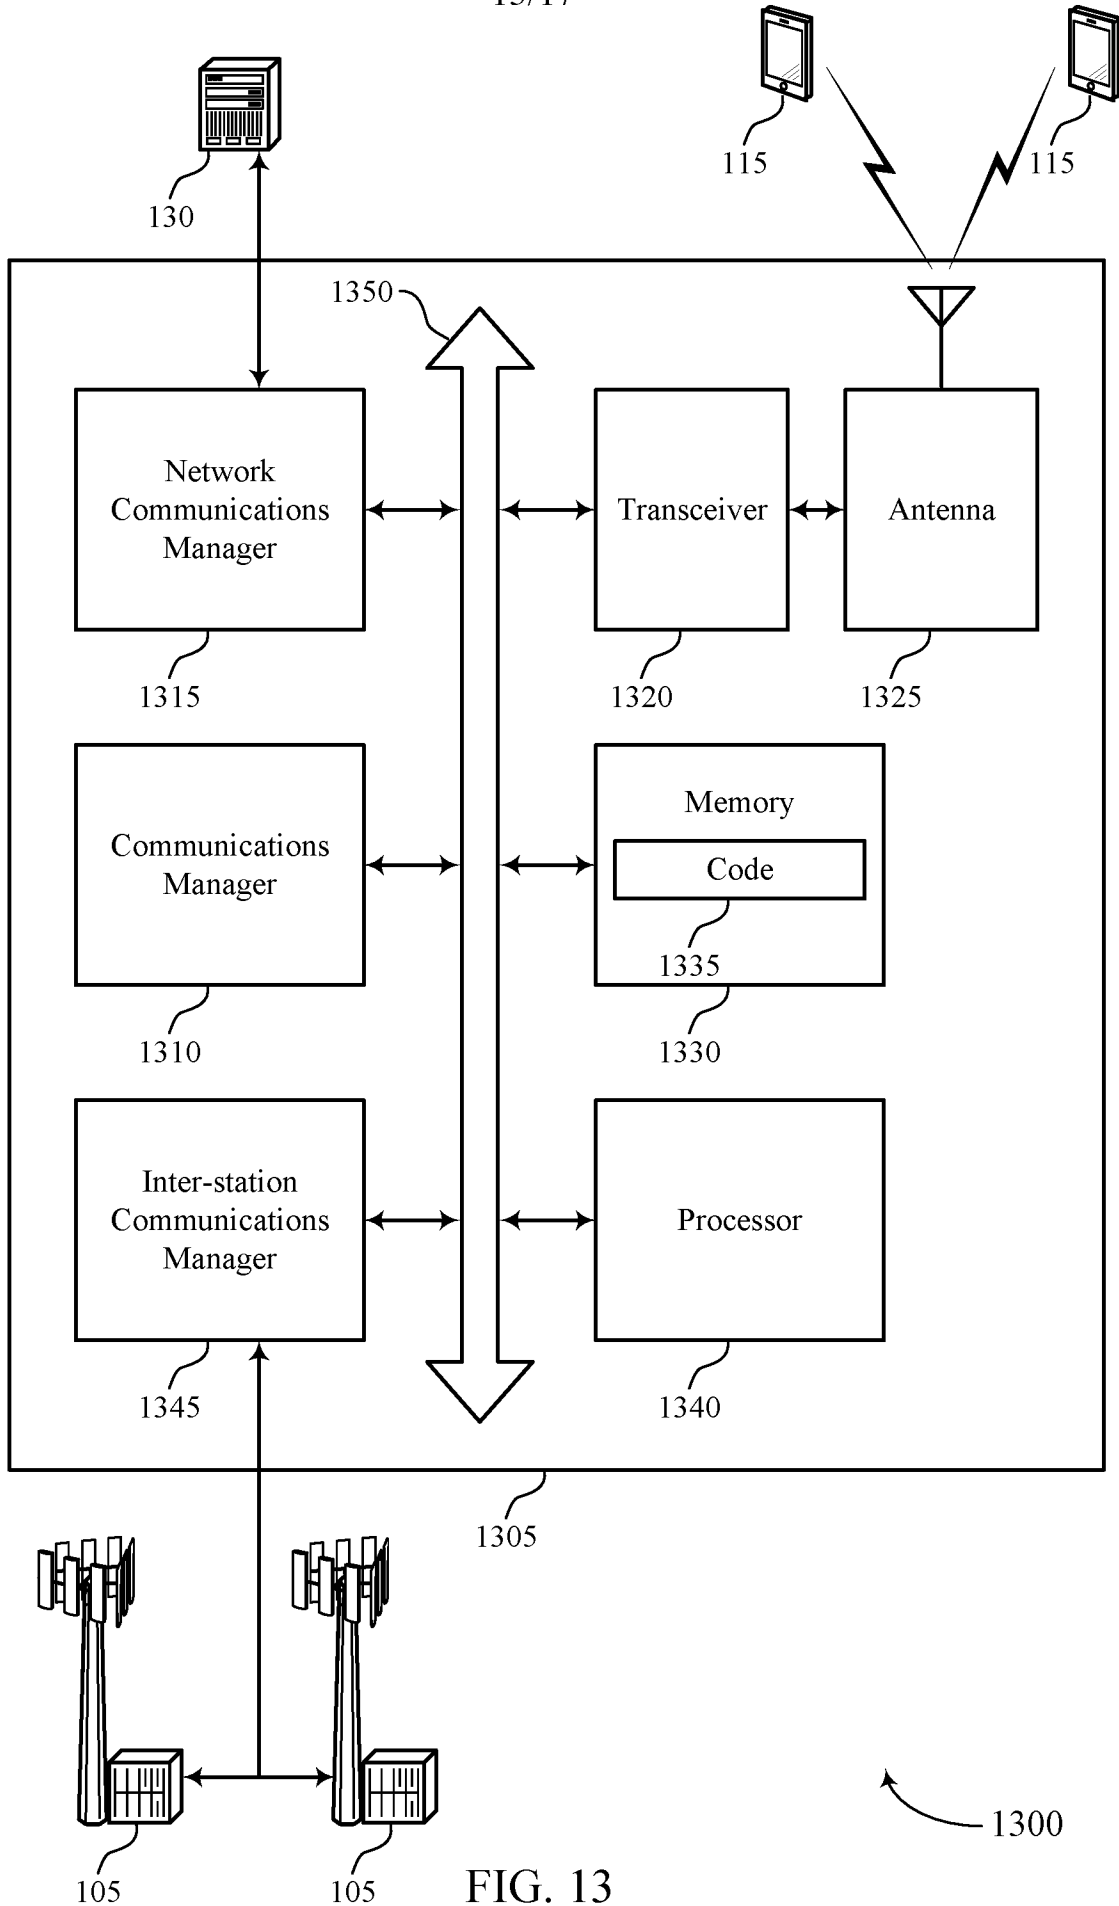 130
115
115
1350
Network
Communications
Manager
Transceiver
Antenna
1315
1320
1325
Communications
Manager
Memory
Code
1335
1310
1330
Inter-station
Communications
Manager
Processor
1345
1340
1305
1300
105
105
FIG. 13